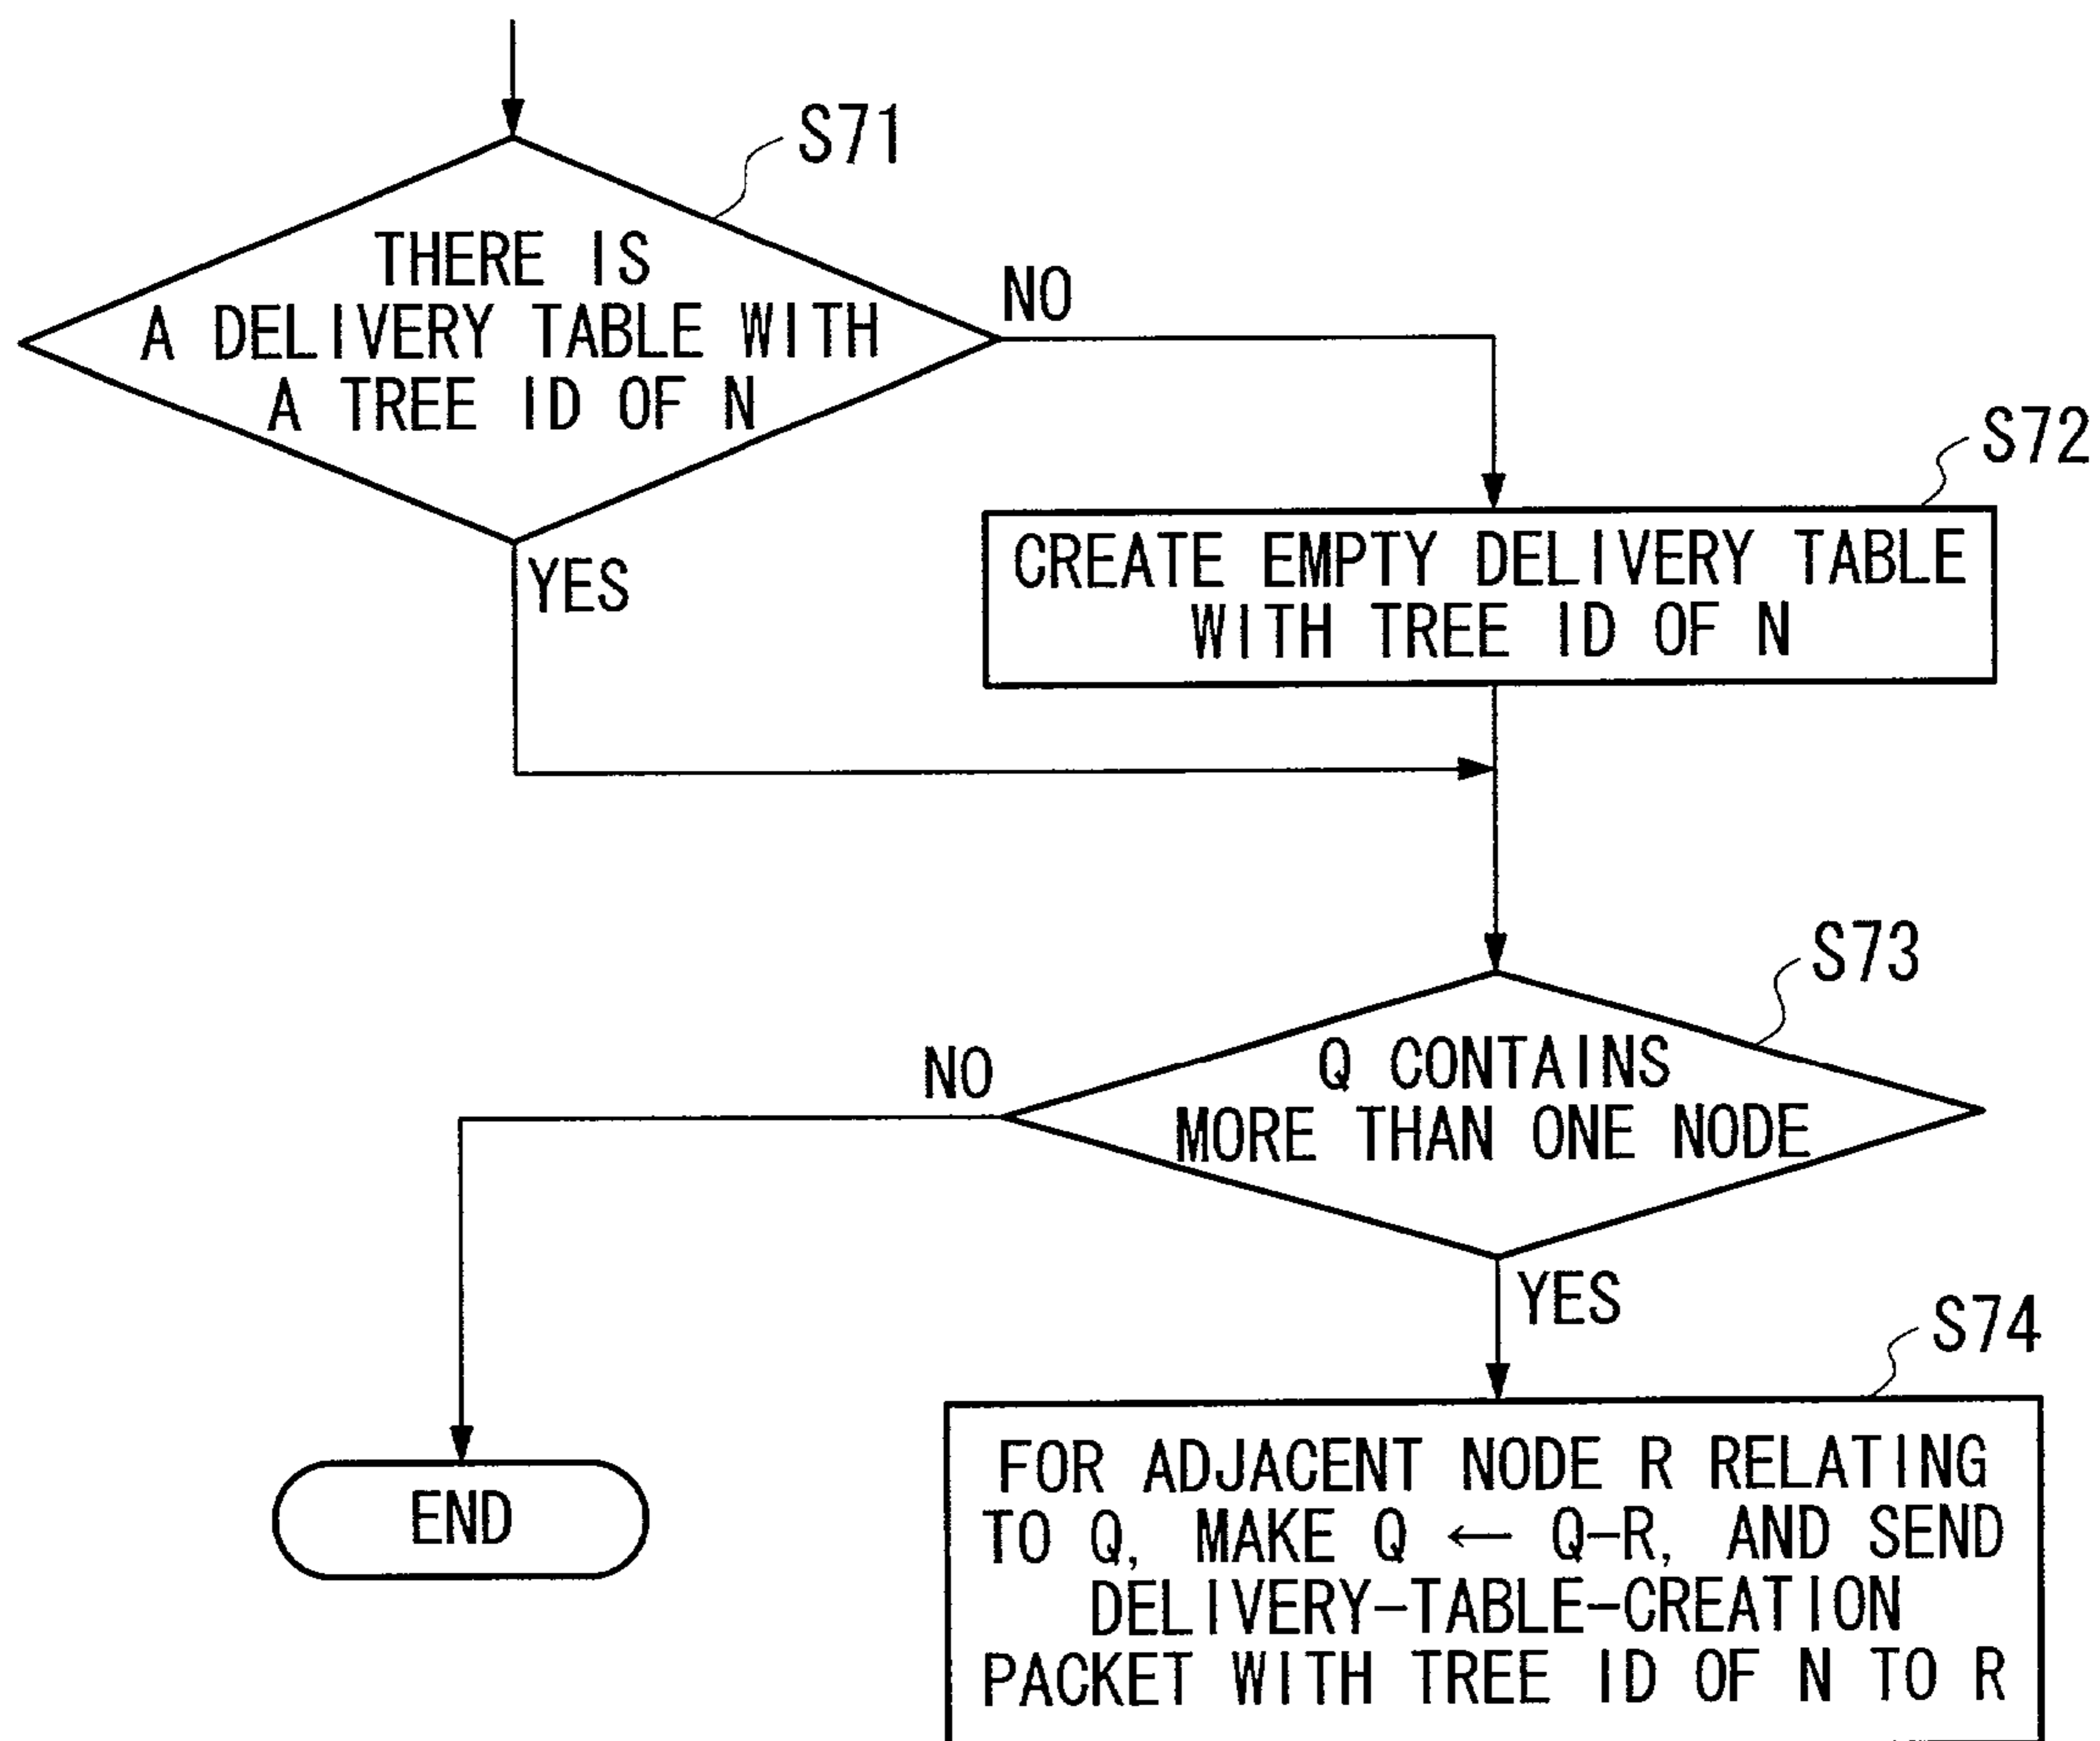 S71
THERE IS
A DELIVERY TABLE WITH
A TREE ID OF N
NO
YES
S72
CREATE EMPTY DELIVERY TABLE
WITH TREE ID OF N
S73
Q CONTAINS
MORE THAN ONE NODE
NO
YES
END
S74
FOR ADJACENT NODE R RELATING
TO Q, MAKE Q ← Q-R, AND SEND
DELIVERY-TABLE-CREATION
PACKET WITH TREE ID OF N TO R